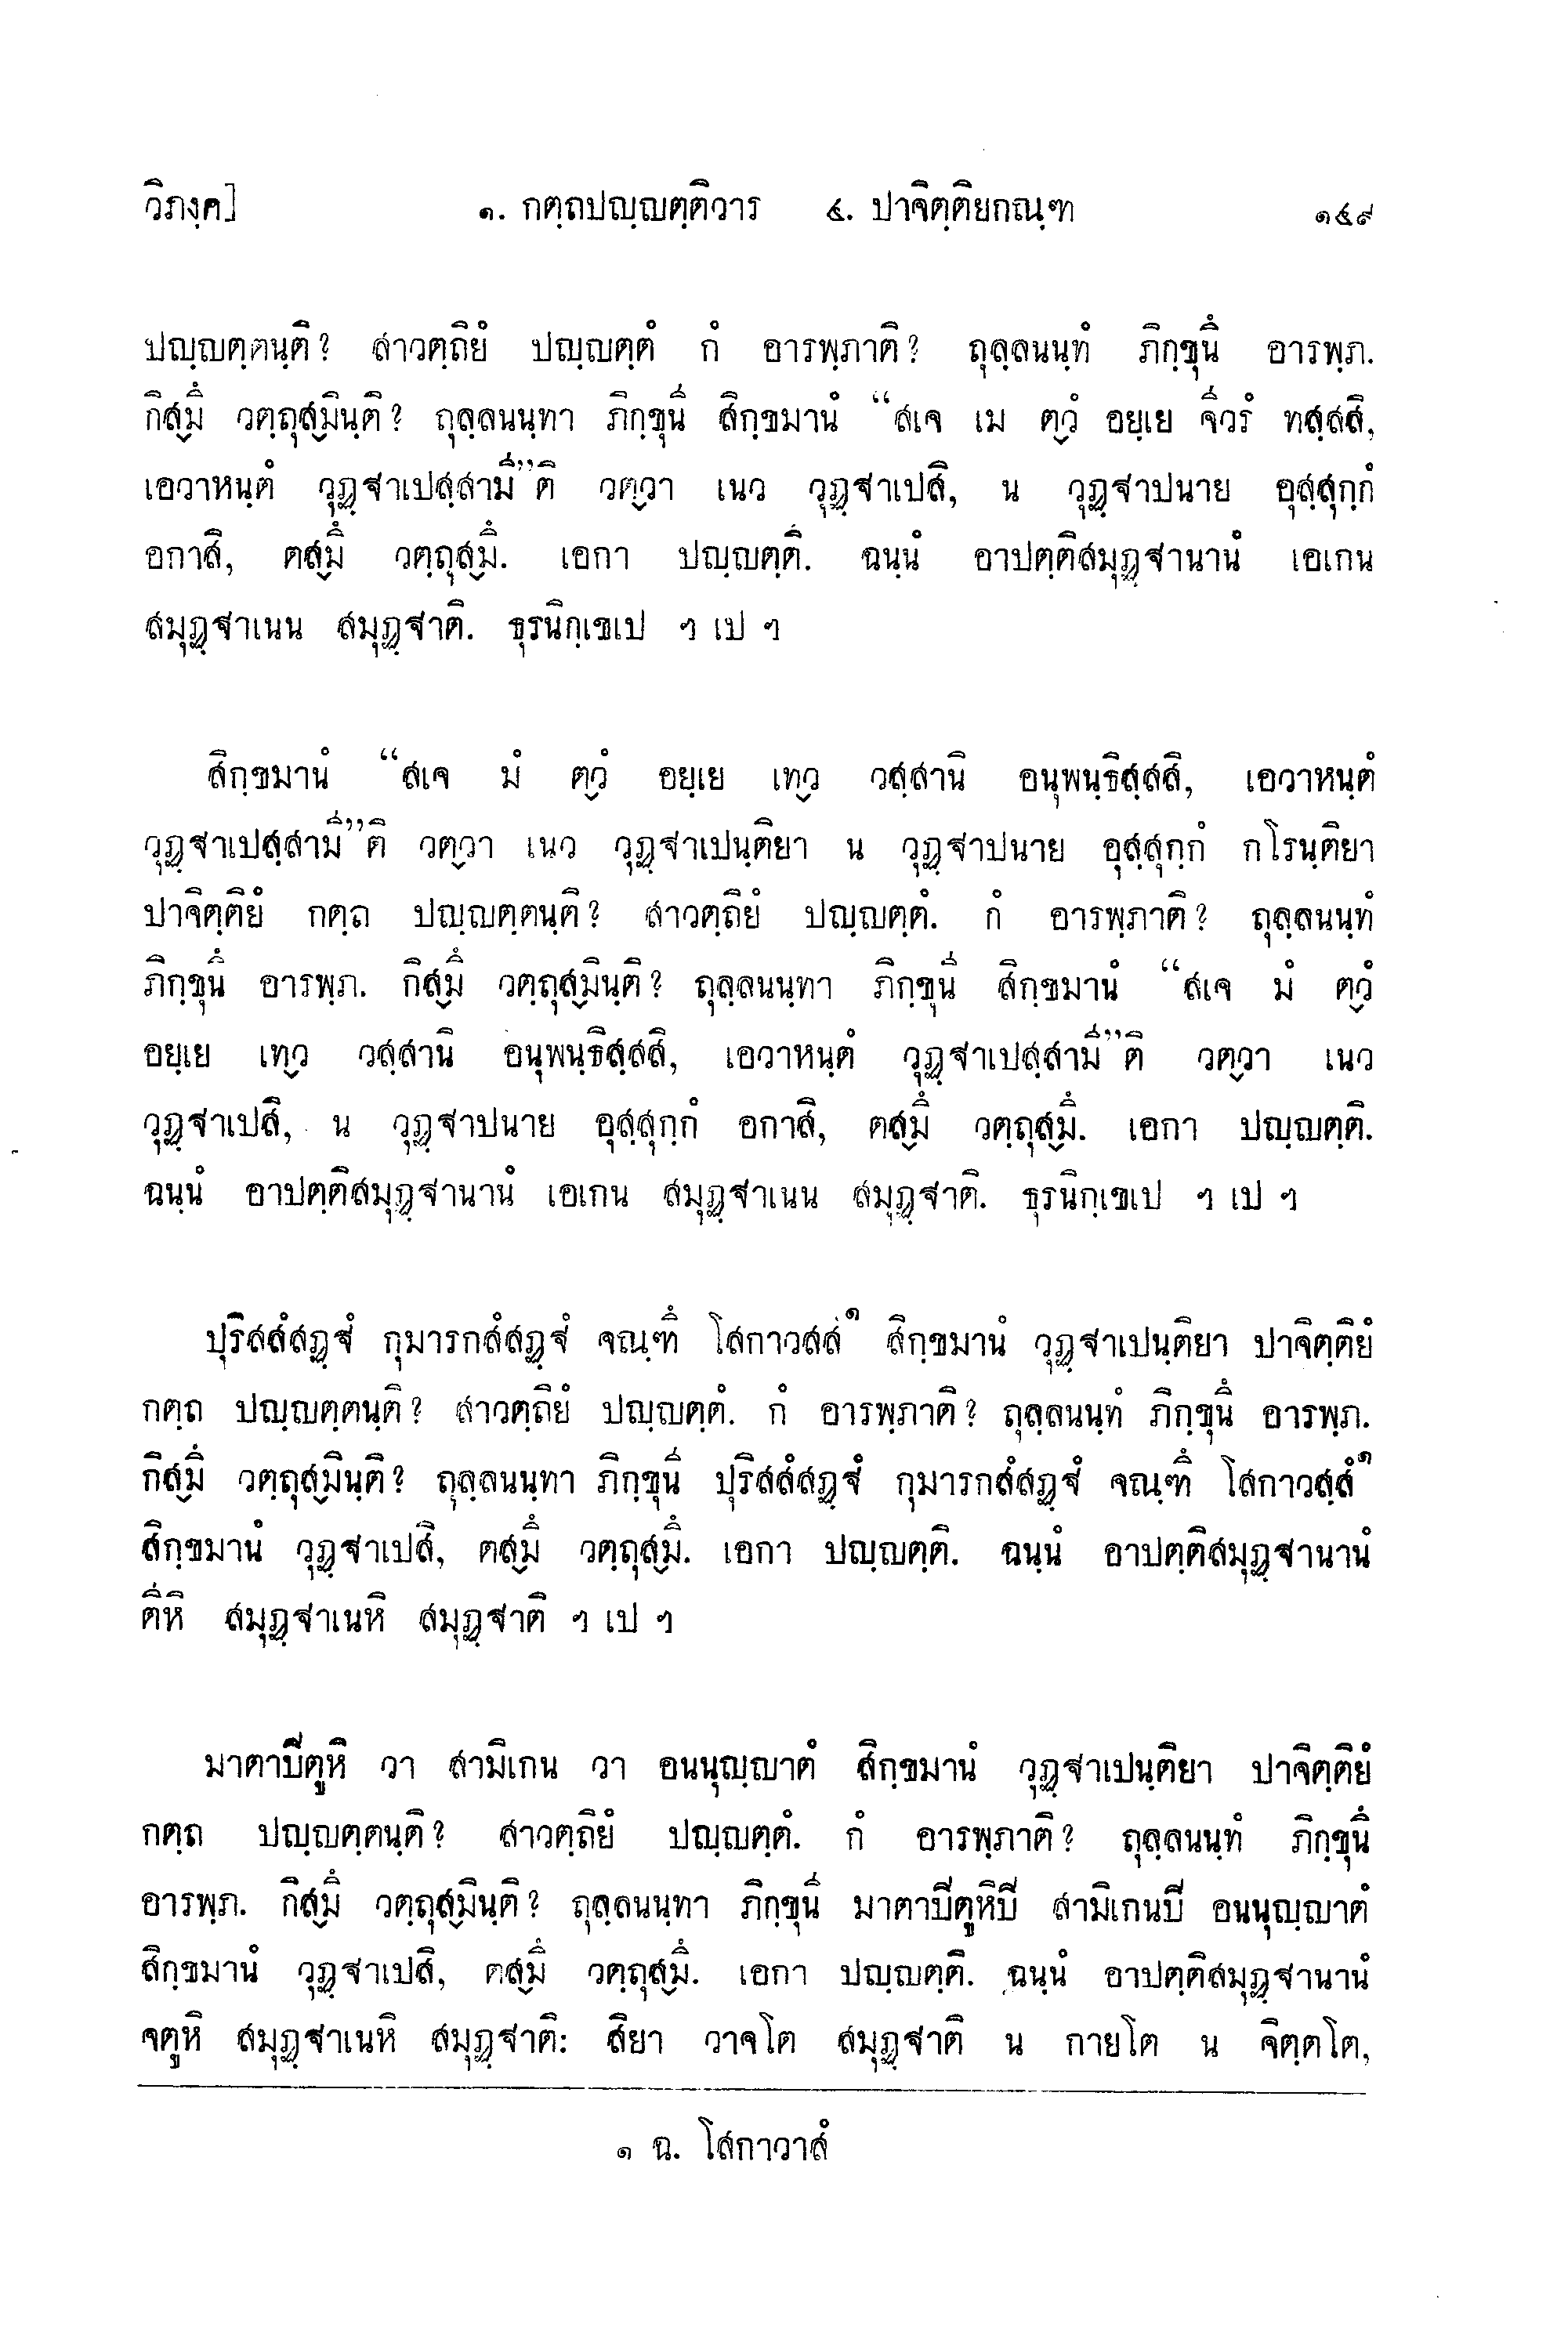 วิภงฺค]
๑. กตฺถปญฺญตฺติวาร ๔. ปาจิตฺติยกณฺฑ
๑๔๙
ปญฺญตฺตนฺติ? สาวตฺถิยํ ปญฺญตฺตํ กํ อารพฺภาติ? ถุลฺลนนฺทํ ภิกฺขุนึ อารพฺภ.
กิสฺมึ วตฺถุสฺมินฺติ? ถุลฺลนนฺทา ภิกฺขุนี สิกฺขมานํ “สเจ เม ตฺวํ อยฺเย จีวรํ ทสฺสสิ,
เอวาหนฺตํ วุฏฺฐาเปสฺสามี”ติ วตฺวา เนว วุฏฺฐาเปสิ, น วุฏฺฐาปนาย อุสฺสุกฺกํ
อกาสิ, ตสฺมึ วตฺถุสฺมึ. เอกา ปญฺญตฺติ. ฉนฺนํ อาปตฺติสมุฏฺฐานานํ เอเกน
สมุฏฺฐาเนน สมุฏฺฐาติ. ธุรนิกฺเขเป ฯ เป ฯ
สิกฺขมานํ “สเจ มํ ตฺวํ อยฺเย เทฺว วสฺสานิ อนุพนฺธิสฺสสิ, เอวาหนฺตํ
วุฏฺฐาเปสฺสามี”ติ วตฺวา เนว วุฏฺฐาเปนฺติยา น วุฏฺฐาปนาย อุสฺสุกฺกํ กโรนฺติยา
ปาจิตฺติยํ กตฺถ ปญฺญตฺตนฺติ? สาวตฺถิยํ ปญฺญตฺตํ. กํ อารพฺภาติ? ถุลฺลนนฺทํ
ภิกฺขุนึ อารพฺภ. กิสฺมึ วตฺถุสฺมินฺติ? ถุลฺลนนฺทา ภิกฺขุนี สิกฺขมานํ “สเจ มํ ตฺวํ
อยฺเย เทฺว วสฺสานิ อนุพนฺธิสฺสสิ, เอวาหนฺตํ วุฏฺฐาเปสฺสามี”ติ วตฺวา เนว
วุฏฺฐาเปสิ, น วุฏฺฐาปนาย อุสฺสุกฺกํ อกาสิ, ตสฺมึ วตฺถุสฺมึ. เอกา ปญฺญตฺติ.
ฉนฺนํ อาปตฺติสมุฏฺฐานานํ เอเกน สมุฏฺฐาเนน สมุฏฺฐาติ. ธุรนิกฺเขเป ฯ เป ฯ
ปุริสสํสฏฺฐํ กุมารกสํสฏฺฐํ จณฺฑึ โสกาวสสํ๑ สิกฺขมานํ วุฏฺฐาเปนฺติยา ปาจิตฺติยํ
กตฺถ ปญฺญตฺตนฺติ? สาวตฺถิยํ ปญฺญตฺตํ. กํ อารพฺภาติ? ถุลฺลนนฺทํ ภิกฺขุนึ อารพฺภ.
กิสฺมึ วตฺถุสฺมินฺติ? ถุลฺลนนฺทา ภิกฺขุนี ปุริสสํสฏฺฐํ กุมารกสํสฏฺฐํ จณฺฑึ โสกาวสฺสํ๑
สิกฺขมานํ วุฏฺฐาเปสิ, ตสฺมึ วตฺถุสฺมึ. เอกา ปญฺญตฺติ. ฉนฺนํ อาปตฺติสมุฏฺฐานานํ
ตีหิ สมุฏฺฐาเนหิ สมุฏฺฐาติ ฯ เป ฯ
มาตาปิตูหิ วา สามิเกน วา อนนุญฺญาตํ สิกฺขมานํ วุฏฺฐาเปนฺติยา ปาจิตฺติยํ
กตฺถ ปญฺญตฺตนฺติ? สาวตฺถิยํ ปญฺญตฺตํ. กํ อารพฺภาติ? ถุลฺลนนฺทํ ภิกฺขุนึ
อารพฺภ. กิสฺมึ วตฺถุสฺมินฺติ? ถุลฺลนนฺทา ภิกฺขุนี มาตาปิตูหิปิ สามิเกนปิ อนนุญฺญาตํ
สิกฺขมานํ วุฏฺฐาเปสิ, ตสฺมึ วตฺถุสฺมึ. เอกา ปญฺญตฺติ. ฉนฺนํ อาปตฺติสมุฏฺฐานานํ
จตูหิ สมุฏฺฐาเนหิ สมุฏฺฐาติ: สิยา วาจโต สมุฏฺฐาติ น กายโต น จิตฺตโต,
๑ ฉ. โสกาวาสํ